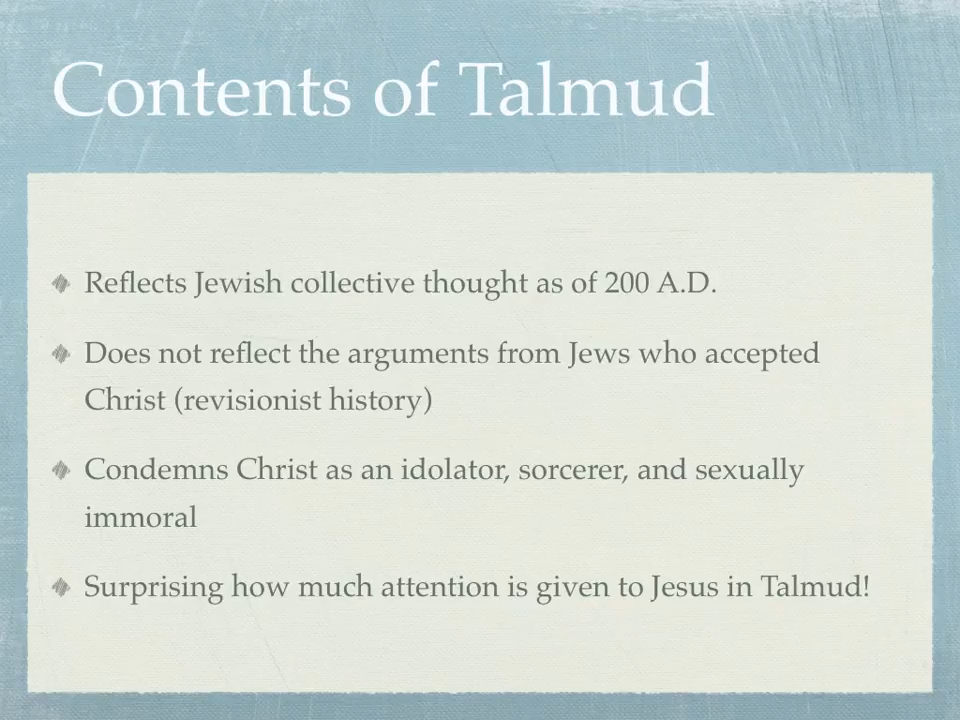 Contents of Talmud
Reflects Jewish collective thought as of 200 A.D.
Does not reflect the arguments from Jews who accepted
Christ (revisionist history)
Condemns Christ as an idolator, sorcerer, and sexually
immoral
Surprising how much attention is given to Jesus in Talmud!